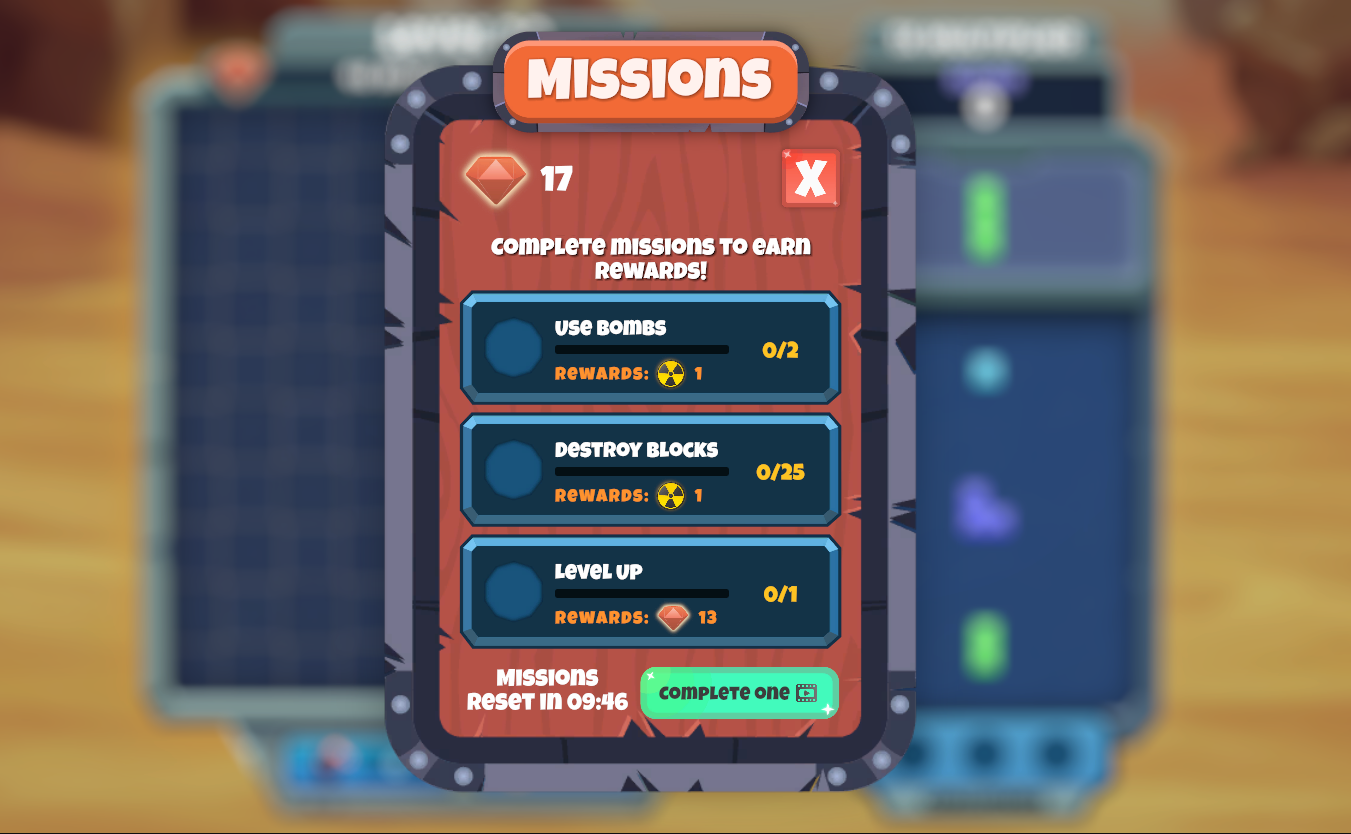 Missions
17
X
Complete missions to earn
rewards!
Use Bombs
0/2
Rewards: 1
Destroy Blocks
0/25
Rewards: 1
Level Up
0/1
Rewards: 13
Missions
Reset in 09:46
Complete One